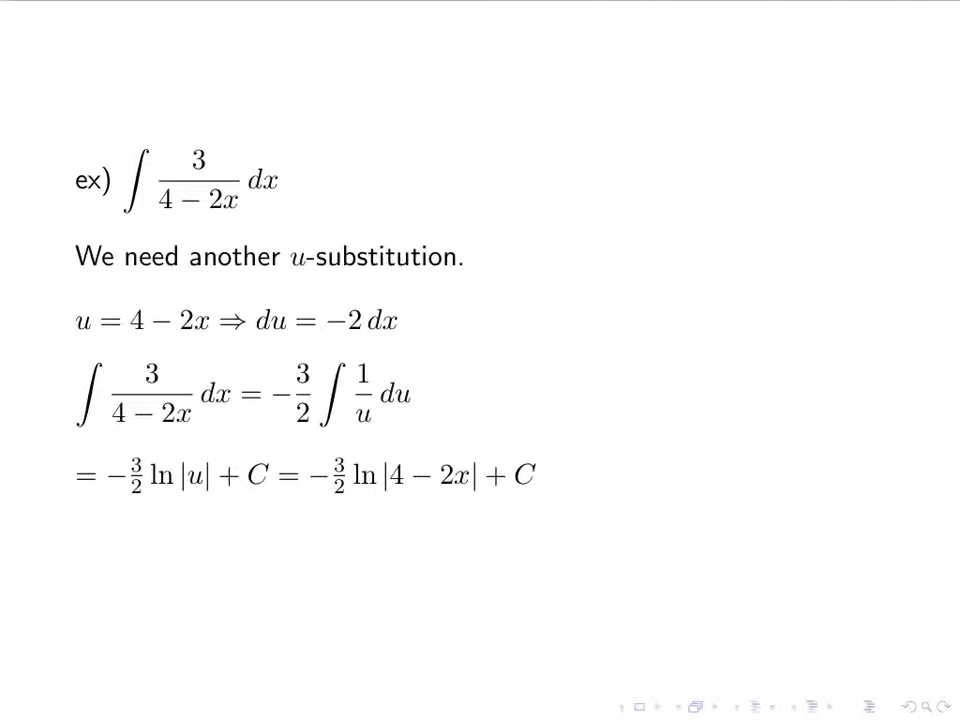 ex) ∫ 3/(4 − 2x) dx
We need another u-substitution.
u = 4 − 2x ⇒ du = −2 dx
∫ 3/(4 − 2x) dx = −3/2 ∫ 1/u du
= −3/2 ln |u| + C = −3/2 ln |4 − 2x| + C